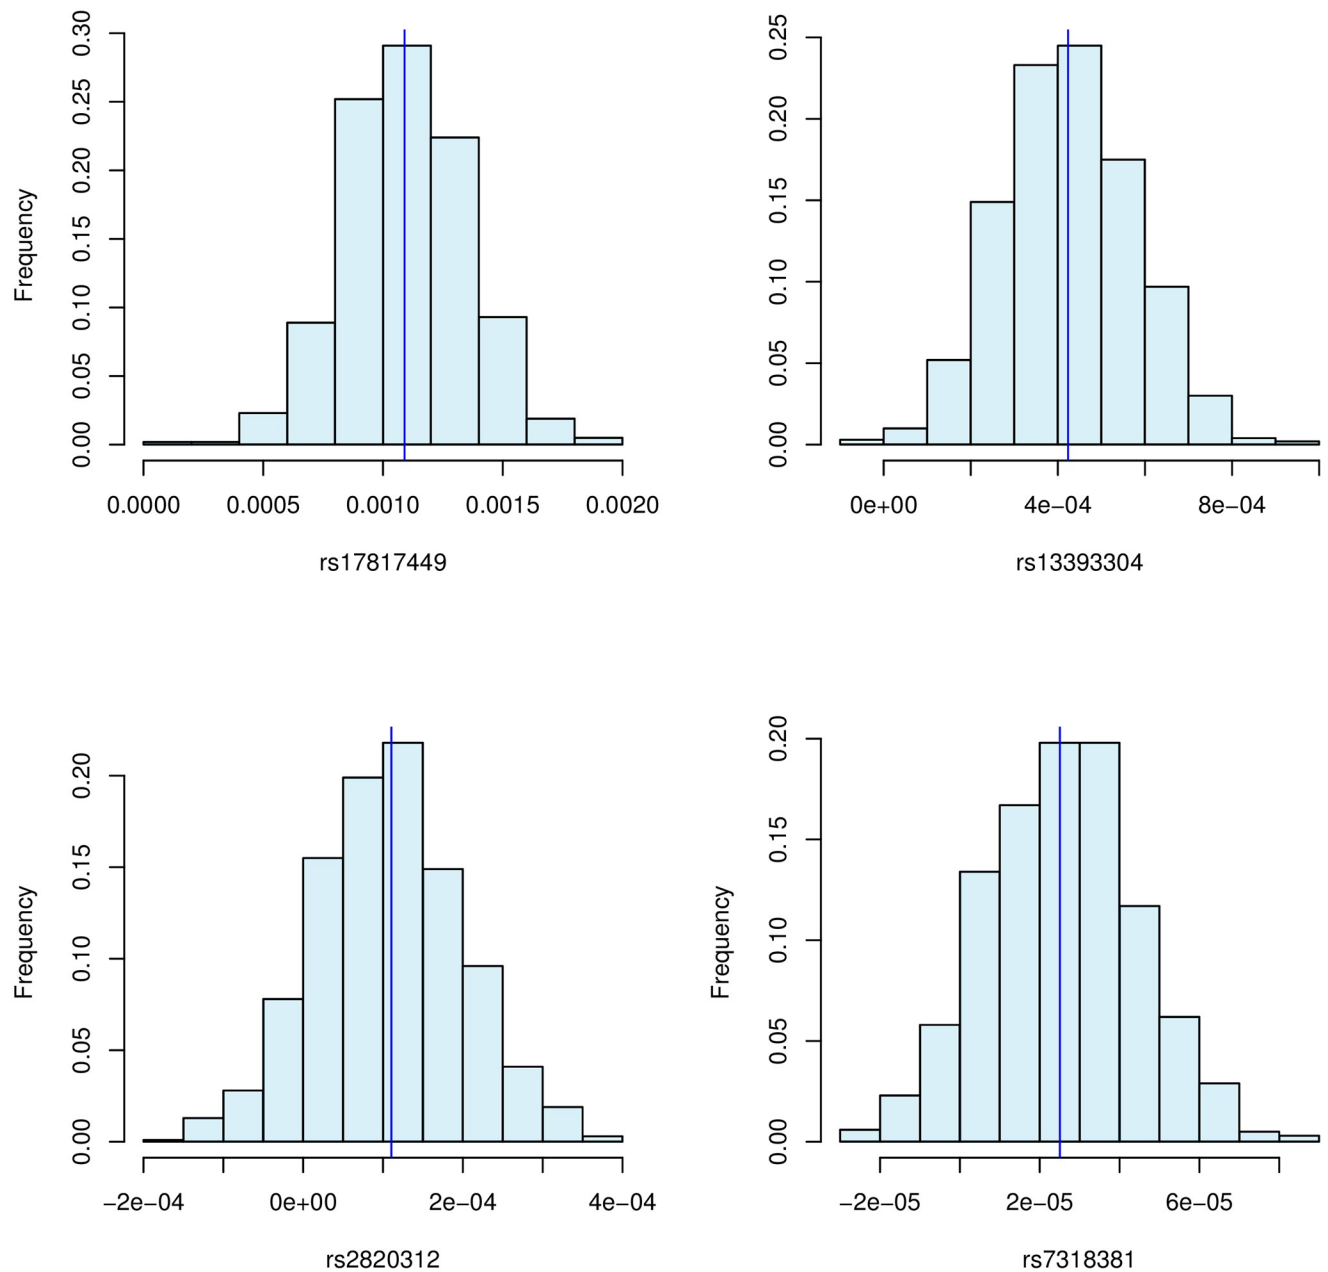 Frequency
0.00 0.05 0.10 0.15 0.20 0.25 0.30
0.0000 0.0005 0.0010 0.0015 0.0020
rs17817449
0.00 0.05 0.10 0.15 0.20 0.25
0e+00 4e−04 8e−04
rs13393304
Frequency
0.00 0.05 0.10 0.15 0.20
−2e−04 0e+00 2e−04 4e−04
rs2820312
Frequency
0.00 0.05 0.10 0.15 0.20
−2e−05 2e−05 6e−05
rs7318381